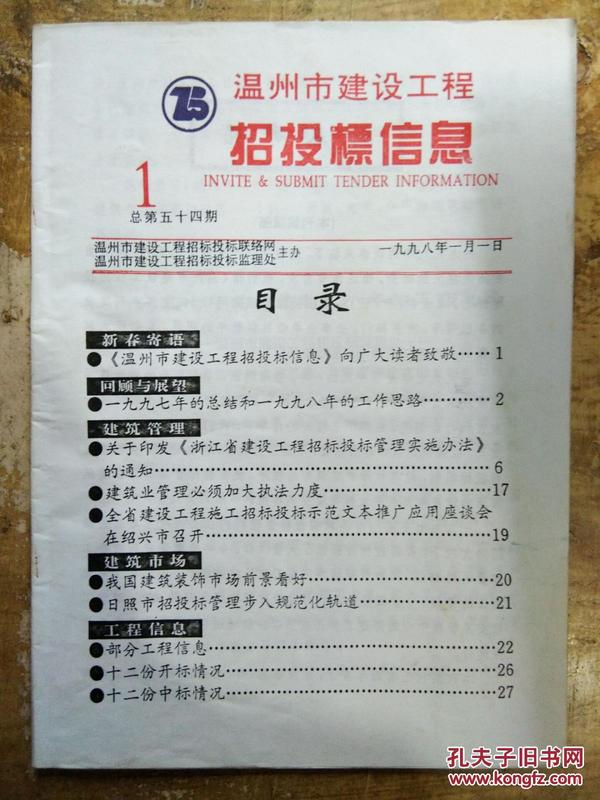 温州市建设工程
招投標信息
INVITE & SUBMIT TENDER INFORMATION
1
总第五十四期
温州市建设工程招标投标联络网
温州市建设工程招标投标监理处
主办
一九九八年一月一日
目 录
新春寄语
●《温州市建设工程招投标信息》向广大读者致敬……1
回顾与展望
●一九九七年的总结和一九九八年的工作思路…………2
建筑管理
●关于印发《浙江省建设工程招标投标管理实施办法》
的通知…………………………………………6
●建筑业管理必须加大执法力度………………………17
●全省建设工程施工招标投标示范文本推广应用座谈会
在绍兴市召开……………………………………19
建筑市场
●我国建筑装饰市场前景看好…………………………20
●日照市招投标管理步入规范化轨道…………………21
工程信息
●部分工程信息…………………………………………22
●十二份开标情况………………………………………26
●十二份中标情况………………………………………27
孔夫子旧书网
www.kongfz.com